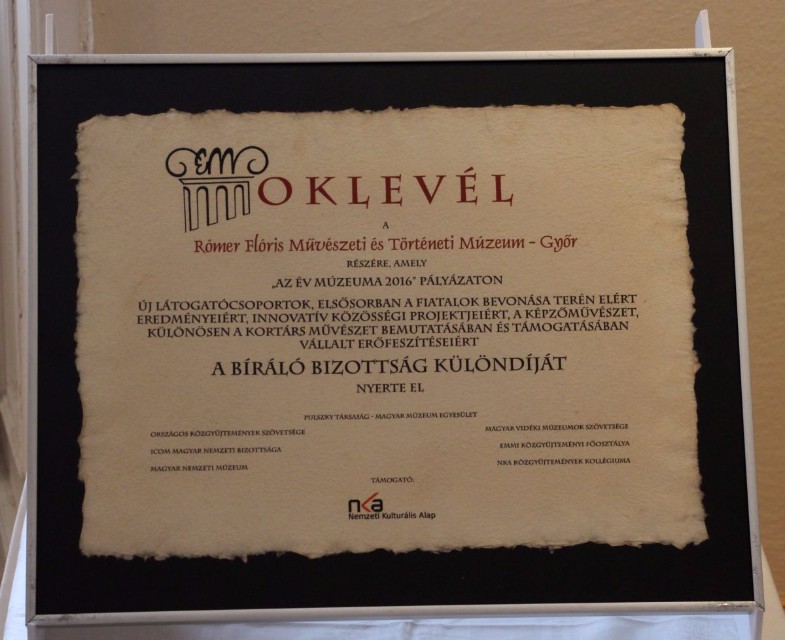 EM
OKLEVÉL
A
Rómer Flóris Művészeti és Történeti Múzeum - Győr
RÉSZÉRE, AMELY
„AZ ÉV MÚZEUMA 2016” PÁLYÁZATON
ÚJ LÁTOGATÓCSOPORTOK, ELSŐSORBAN A FIATALOK BEVONÁSA TERÉN ELÉRT
EREDMÉNYEIÉRT, INNOVATÍV KÖZÖSSÉGI PROJEKTJEIÉRT, A KÉPZŐMŰVÉSZET,
KÜLÖNÖSEN A KORTÁRS MŰVÉSZET BEMUTATÁSÁBAN ÉS TÁMOGATÁSÁBAN
VÁLLALT ERŐFESZÍTÉSEIÉRT
A BÍRÁLÓ BIZOTTSÁG KÜLÖNDÍJÁT
NYERTE EL
PULSZKY TÁRSASÁG - MAGYAR MÚZEUMI EGYESÜLET
ORSZÁGOS KÖZGYŰJTEMÉNYEK SZÖVETSÉGE
MAGYAR VIDÉKI MÚZEUMOK SZÖVETSÉGE
ICOM MAGYAR NEMZETI BIZOTTSÁGA
EMMI KÖZGYŰJTEMÉNYI FŐOSZTÁLYA
MAGYAR NEMZETI MÚZEUM
NKA KÖZGYŰJTEMÉNYEK KOLLÉGIUMA
TÁMOGATÓ:
nka
Nemzeti Kulturális Alap